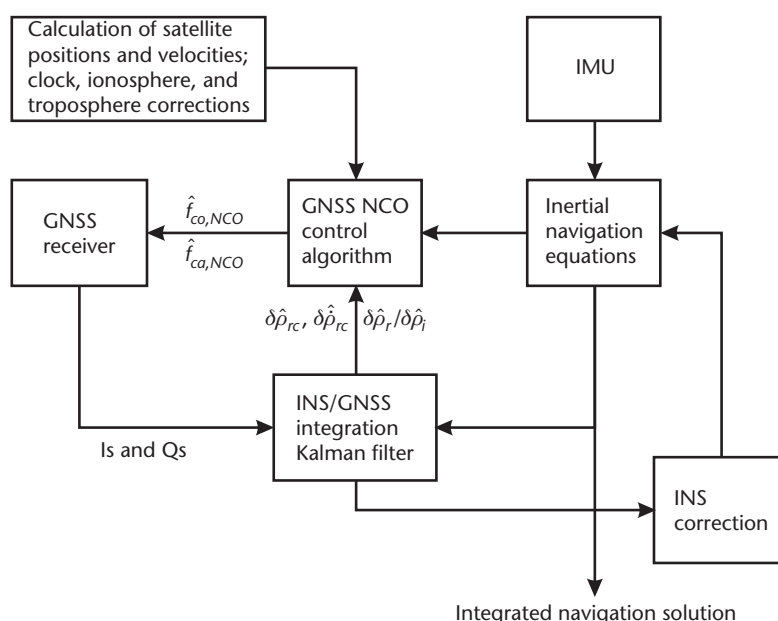 Calculation of satellite
positions and velocities;
clock, ionosphere, and
troposphere corrections
IMU
GNSS
receiver
f̂co,NCO
f̂ca,NCO
GNSS NCO
control
algorithm
Inertial
navigation
equations
δρ̂rc, δρ̇̂rc δρ̂r/δρ̂i
INS/GNSS
integration
Kalman filter
Is and Qs
INS
correction
Integrated navigation solution